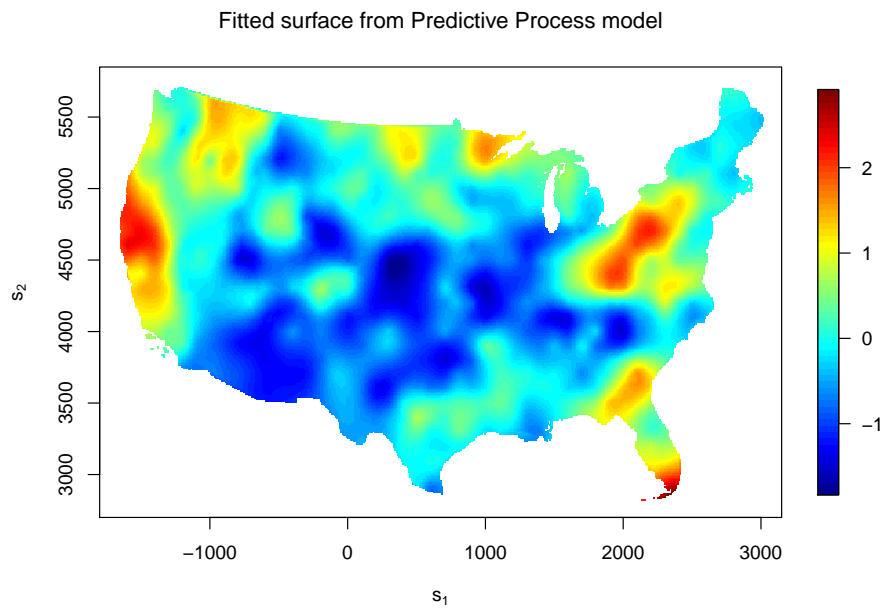 Fitted surface from Predictive Process model
5500
5000
4500
4000
3500
3000
s₂
−1000 0 1000 2000 3000
s₁
2
1
0
−1